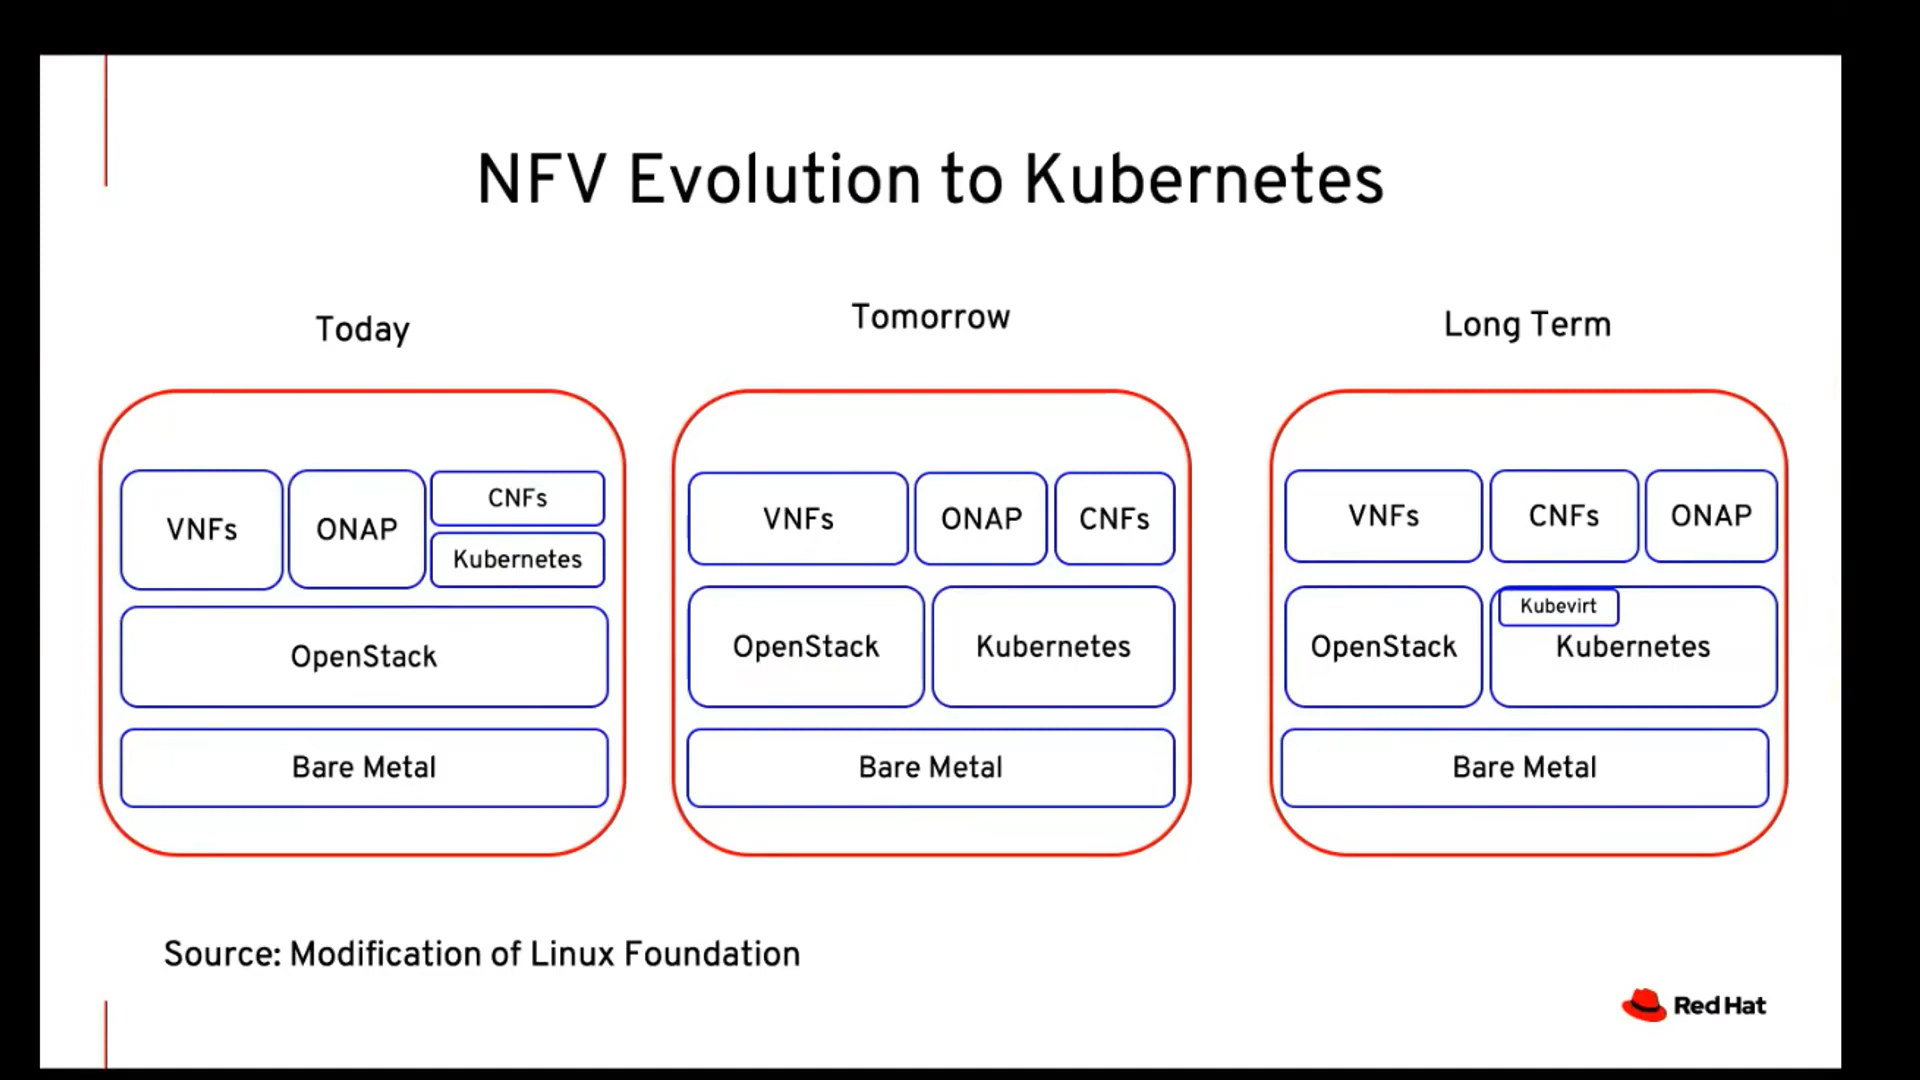 NFV Evolution to Kubernetes
Today
Tomorrow
Long Term
VNFs
ONAP
CNFs
Kubernetes
OpenStack
Bare Metal
VNFs
ONAP
CNFs
OpenStack
Kubernetes
Bare Metal
VNFs
CNFs
ONAP
OpenStack
Kubevirt
Kubernetes
Bare Metal
Source: Modification of Linux Foundation
Red Hat